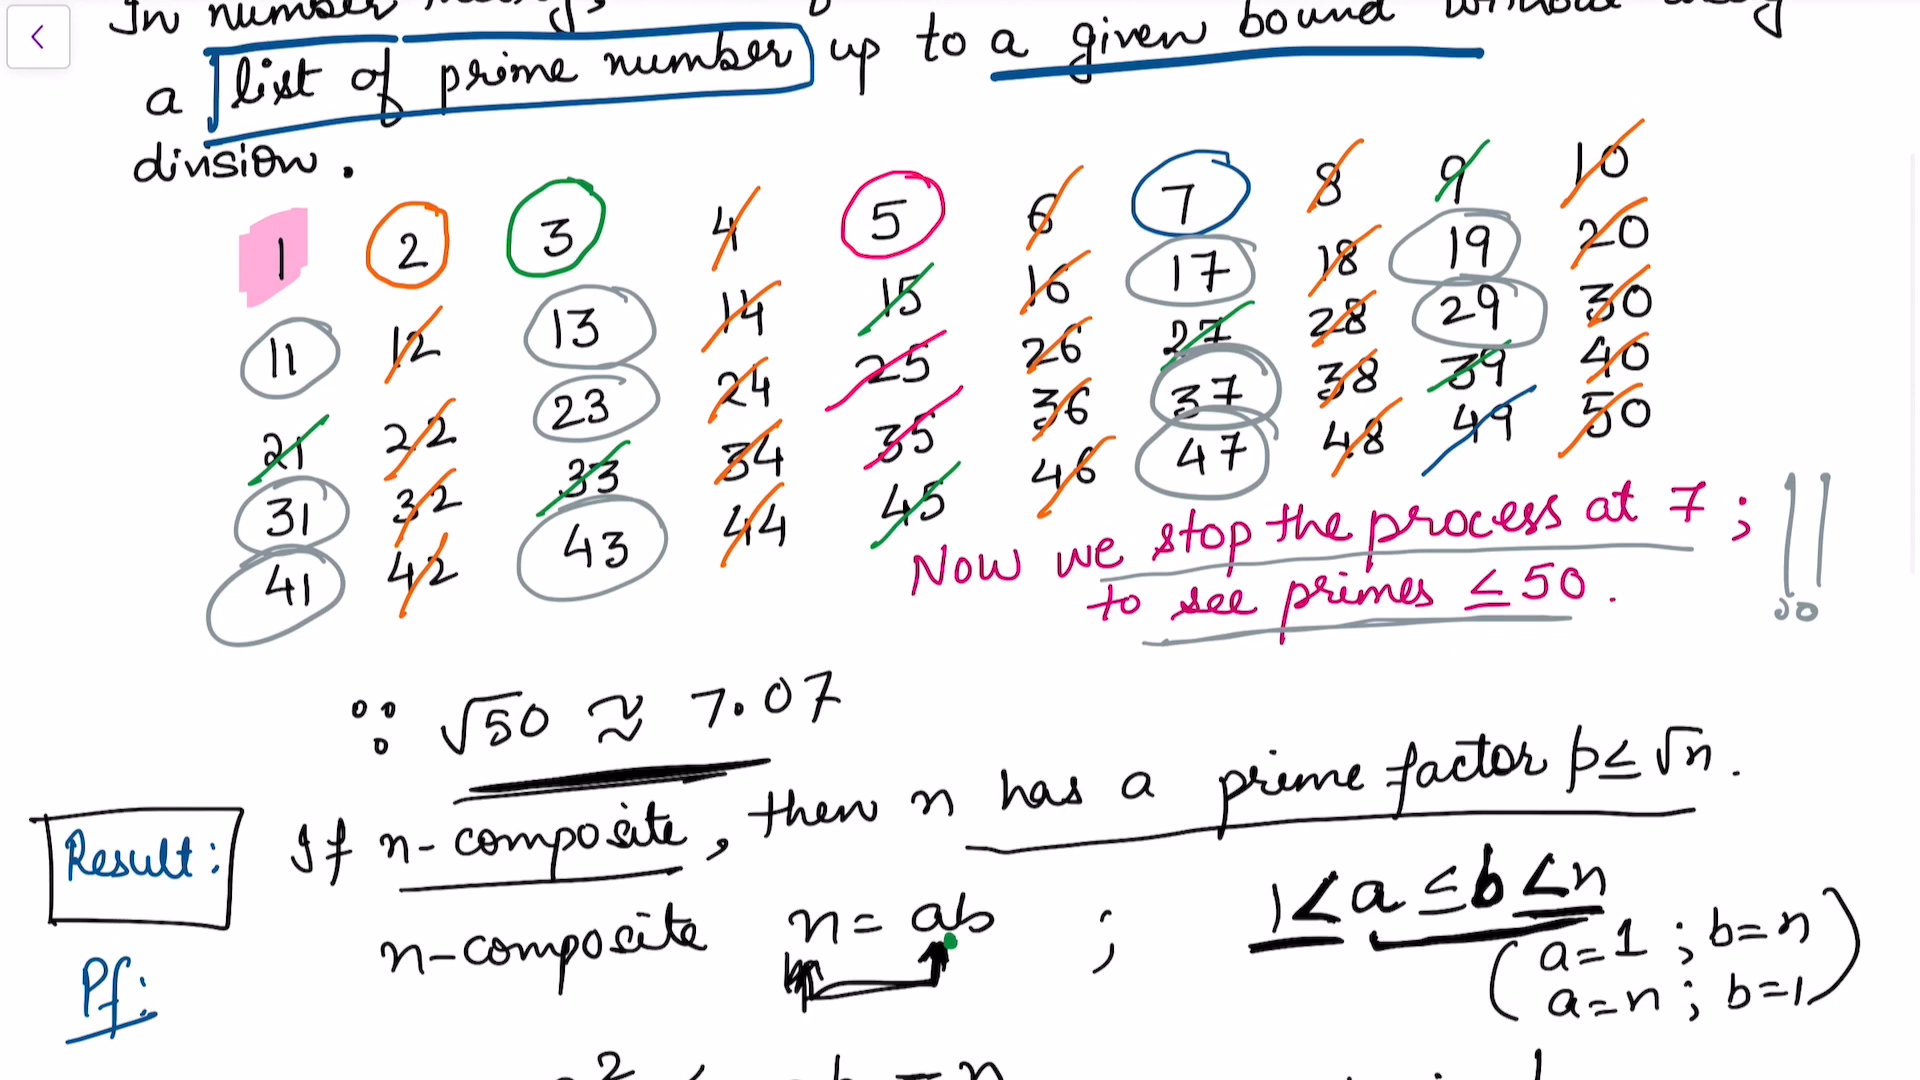 In number
a given bound
a list of prime number up to
division.
1 2 3 4 5 6 7 8 9 10
11 12 13 14 15 16 17 18 19 20
21 22 23 24 25 26 27 28 29 30
31 32 33 34 35 36 37 38 39 40
41 42 43 44 45 46 47 48 49 50
Now we stop the process at 7 ;
to see primes ≤ 50 .
∵ √50 ≈ 7.07
Result: If n-composite, then n has a prime factor p ≤ √n .
Pf: n-composite n = ab ; 1 < a ≤ b < n
(a=1 ; b=n
a=n ; b=1)